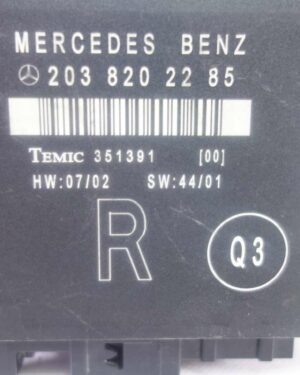 MERCEDES BENZ
203 820 22 85
TEMIC 351391 [00]
HW:07/02 SW:44/01
R
Q3